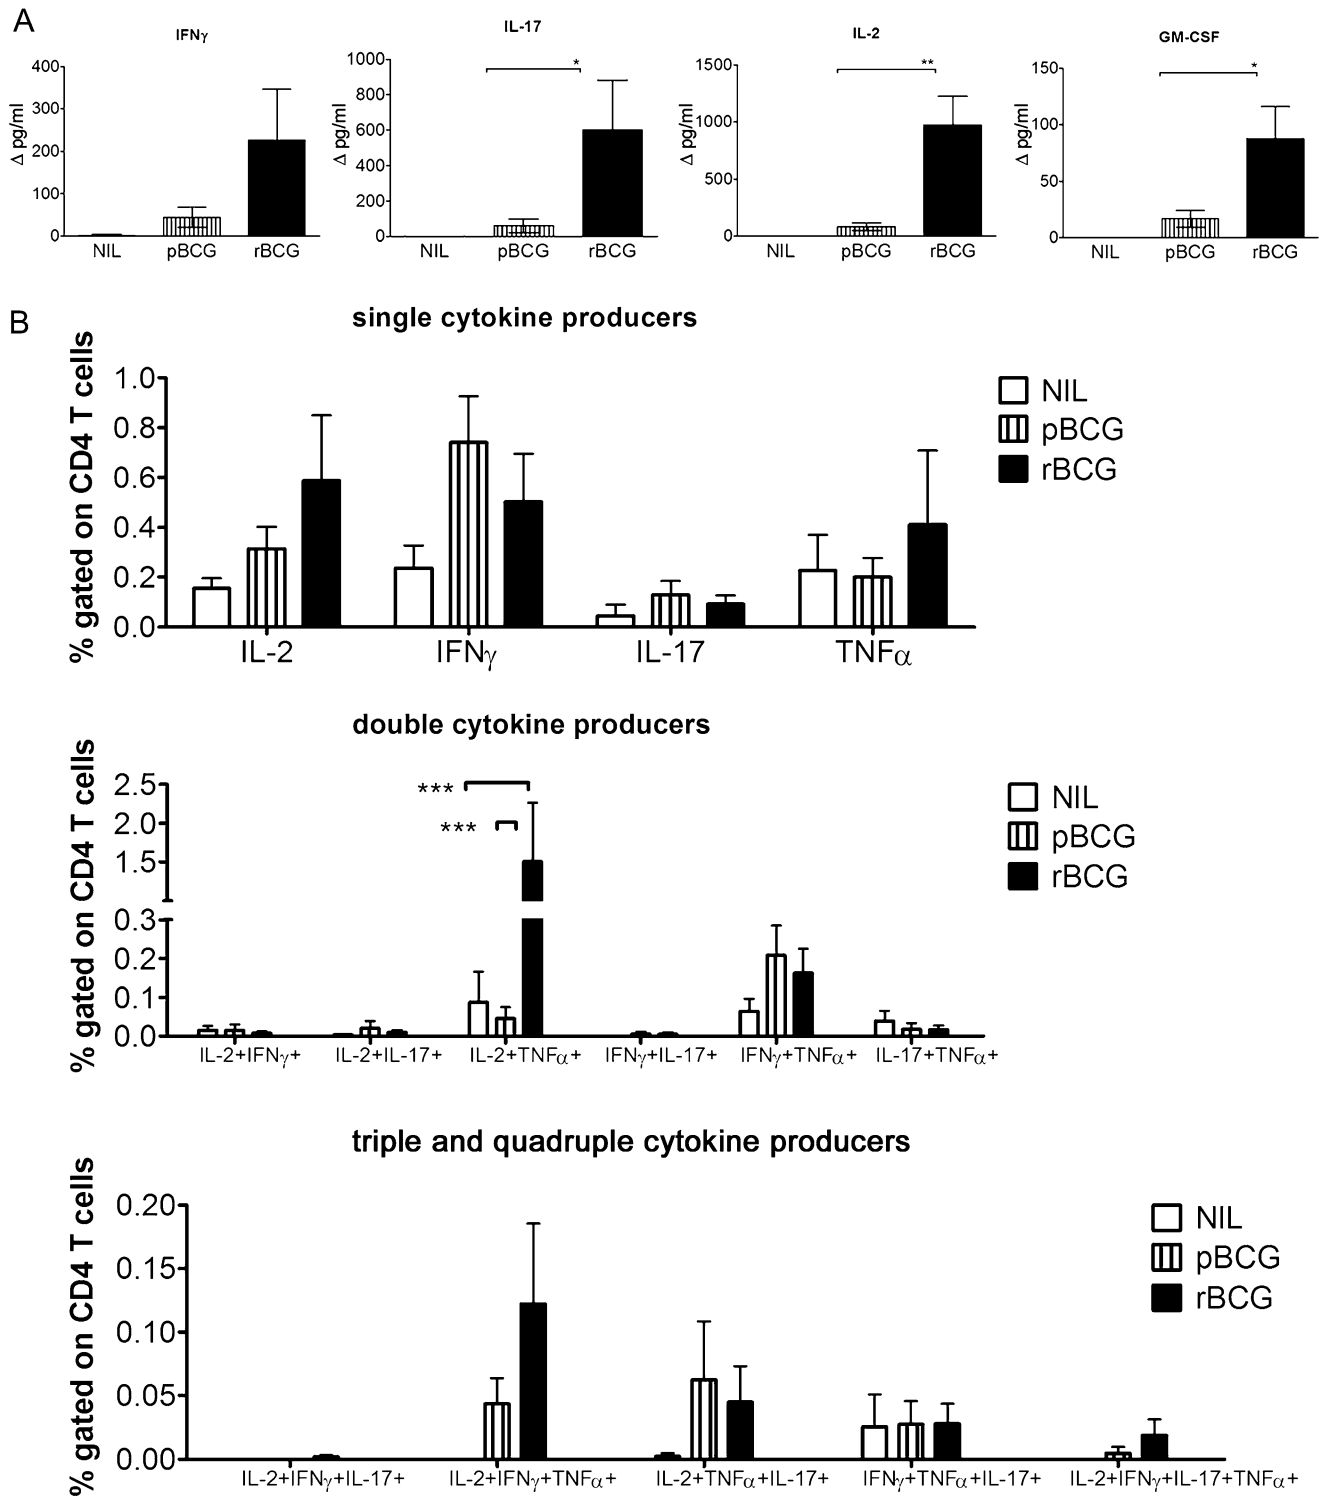 A
IFNγ
IL-17
IL-2
GM-CSF
Δ pg/ml
400
300
200
100
0
NIL pBCG rBCG
Δ pg/ml
1000
800
600
400
200
0
*
NIL pBCG rBCG
Δ pg/ml
1500
1000
500
0
**
NIL pBCG rBCG
Δ pg/ml
150
100
50
0
*
NIL pBCG rBCG
B
single cytokine producers
% gated on CD4 T cells
1.0
0.8
0.6
0.4
0.2
0.0
IL-2 IFNγ IL-17 TNFα
NIL
pBCG
rBCG
double cytokine producers
% gated on CD4 T cells
2.5
2.0
1.5
0.3
0.2
0.1
0.0
***
***
IL-2+IFNγ+ IL-2+IL-17+ IL-2+TNFα+ IFNγ+IL-17+ IFNγ+TNFα+ IL-17+TNFα+
NIL
pBCG
rBCG
triple and quadruple cytokine producers
% gated on CD4 T cells
0.20
0.15
0.10
0.05
0.00
IL-2+IFNγ+IL-17+ IL-2+IFNγ+TNFα+ IL-2+TNFα+IL-17+ IFNγ+TNFα+IL-17+ IL-2+IFNγ+IL-17+TNFα+
NIL
pBCG
rBCG